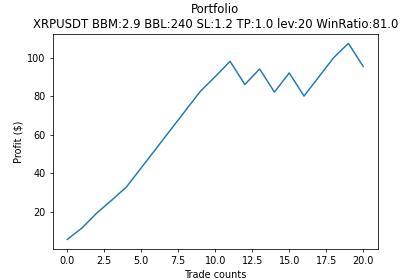 Portfolio
XRPUSDT BBM:2.9 BBL:240 SL:1.2 TP:1.0 lev:20 WinRatio:81.0
100
80
60
40
20
Profit ($)
0.0 2.5 5.0 7.5 10.0 12.5 15.0 17.5 20.0
Trade counts